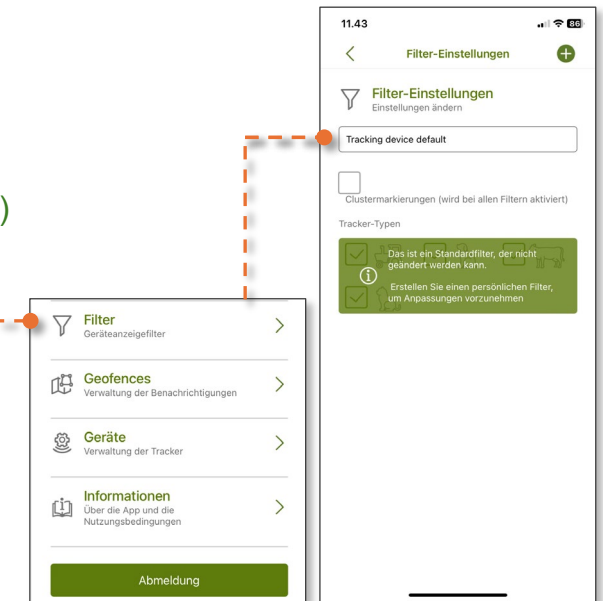 )
Filter
Geräteanzeigefilter
Geofences
Verwaltung der Benachrichtigungen
Geräte
Verwaltung der Tracker
Informationen
Über die App und die
Nutzungsbedingungen
Abmeldung
11.43
86
Filter-Einstellungen
Filter-Einstellungen
Einstellungen ändern
Tracking device default
Clustermarkierungen (wird bei allen Filtern aktiviert)
Tracker-Typen
Das ist ein Standardfilter, der nicht
geändert werden kann.
Erstellen Sie einen persönlichen Filter,
um Anpassungen vorzunehmen